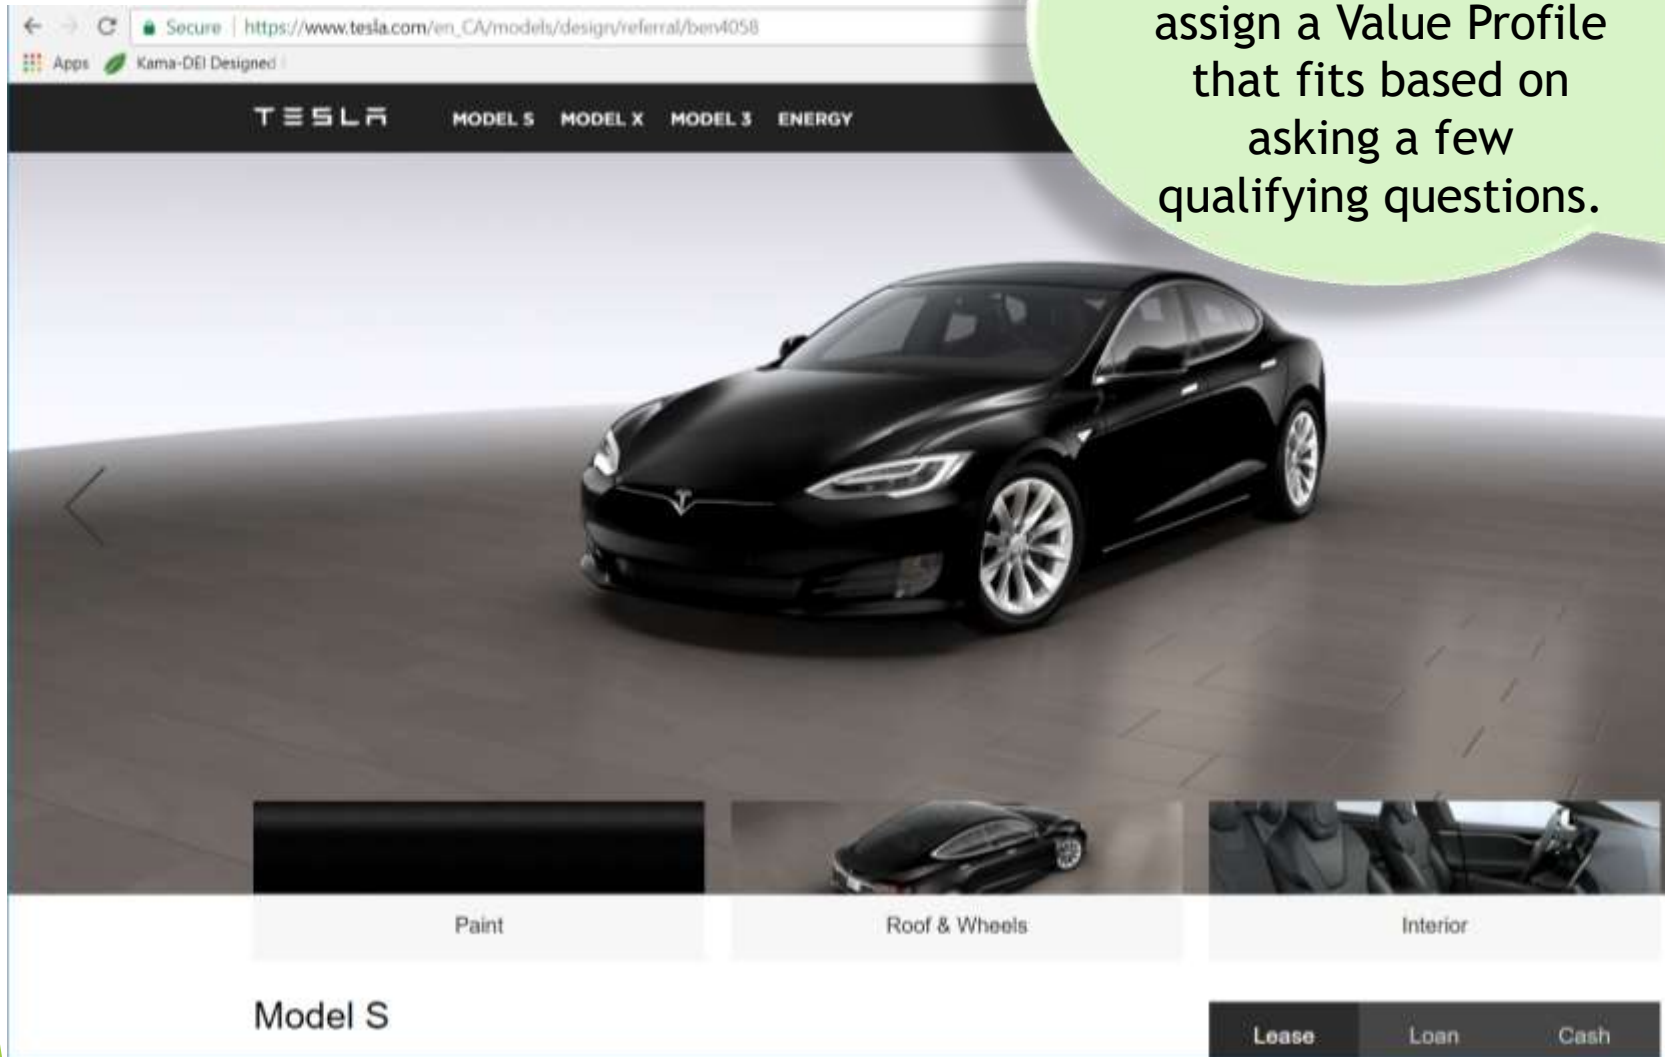 assign a Value Profile
that fits based on
asking a few
qualifying questions.
Secure | https://www.tesla.com/en_CA/models/design/referral/ben4058
Apps Kama-DEI Designed
TESLA MODEL S MODEL X MODEL 3 ENERGY
Paint Roof & Wheels Interior
Model S
Lease Loan Cash